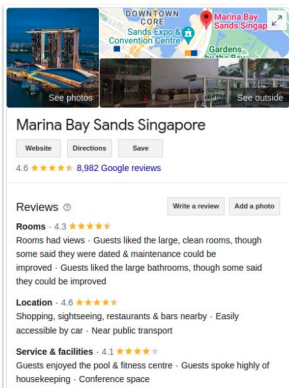 DOWNTOWN
CORE
Marina Bay
Sands Singap
Sands Expo &
Convention Centre
Gardens
by the Bay
See photos
See outside
Marina Bay Sands Singapore
Website Directions Save
4.6 8,982 Google reviews
Reviews Write a review Add a photo
Rooms · 4.3
Rooms had views · Guests liked the large, clean rooms, though
some said they were dated & maintenance could be
improved · Guests liked the large bathrooms, though some said
they could be improved
Location · 4.6
Shopping, sightseeing, restaurants & bars nearby · Easily
accessible by car · Near public transport
Service & facilities · 4.1
Guests enjoyed the pool & fitness centre · Guests spoke highly of
housekeeping · Conference space